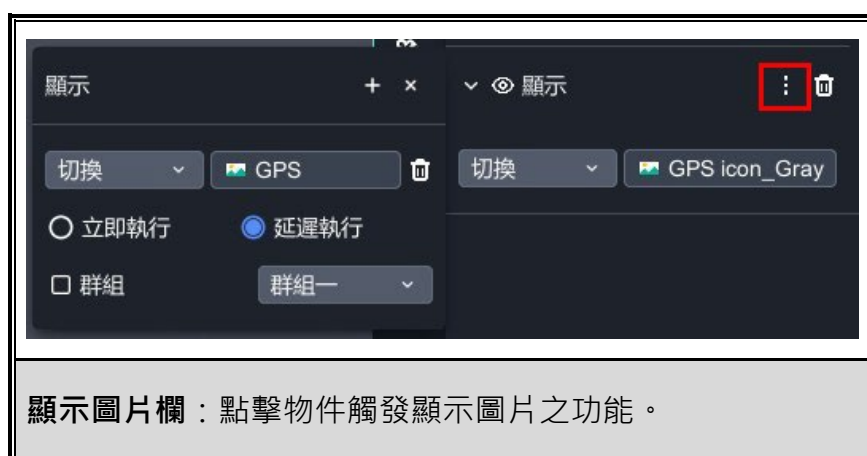 顯示 + ×
切換 GPS
立即執行 延遲執行
群組 群組一
顯示
切換 GPS icon_Gray
顯示圖片欄：點擊物件觸發顯示圖片之功能。